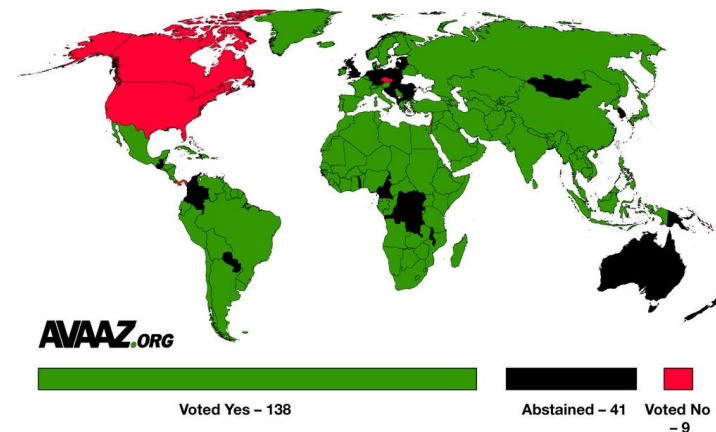 AVAAZ.ORG
Voted Yes – 138
Abstained – 41
Voted No
– 9